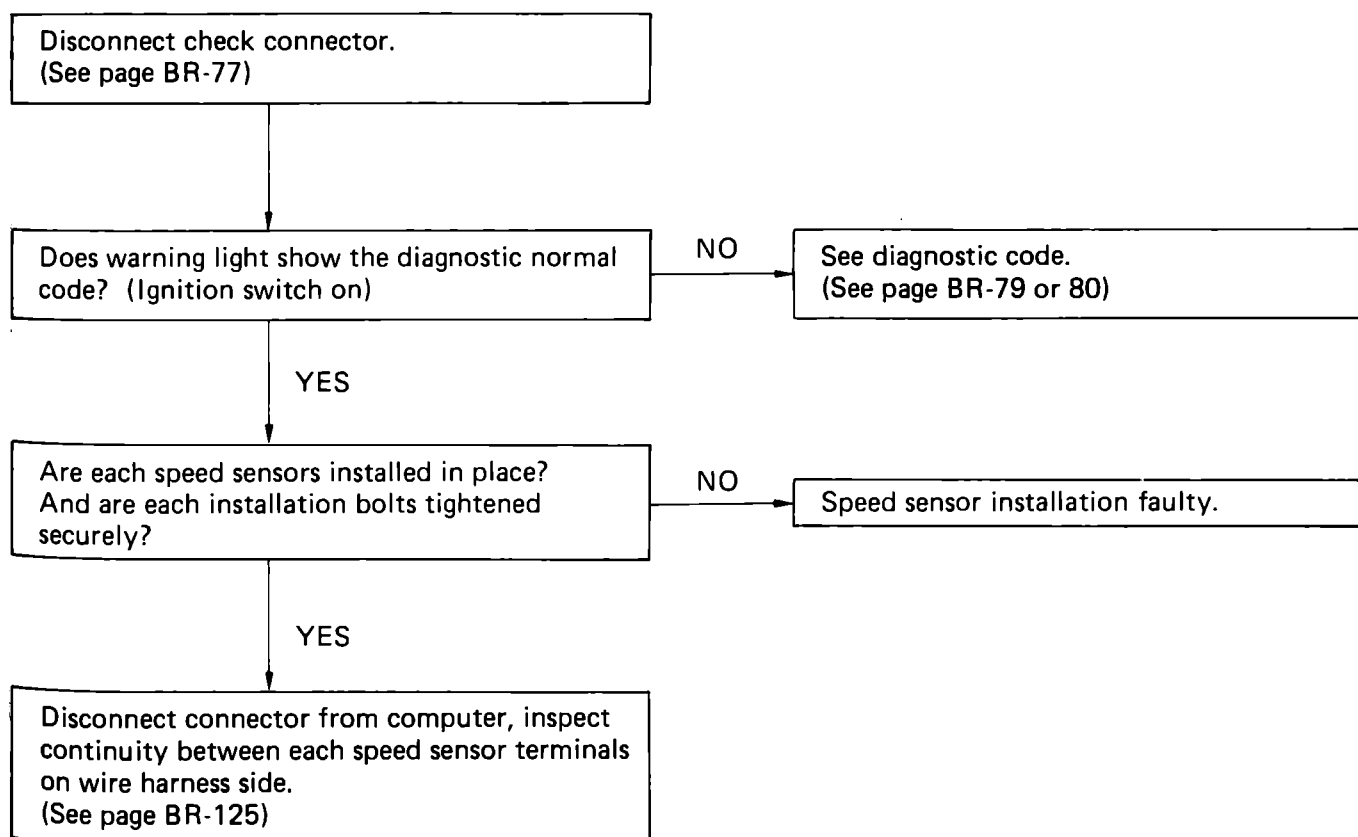 Disconnect check connector.
(See page BR-77)
Does warning light show the diagnostic normal
code? (Ignition switch on)
NO
See diagnostic code.
(See page BR-79 or 80)
YES
Are each speed sensors installed in place?
And are each installation bolts tightened
securely?
NO
Speed sensor installation faulty.
YES
Disconnect connector from computer, inspect
continuity between each speed sensor terminals
on wire harness side.
(See page BR-125)